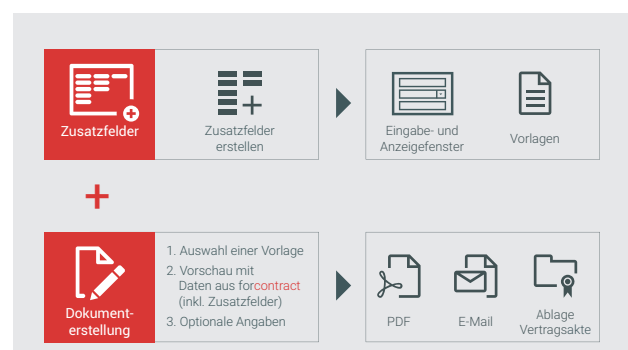 Zusatzfelder
Zusatzfelder
erstellen
Eingabe- und
Anzeigefenster
Vorlagen
Dokument-
erstellung
1. Auswahl einer Vorlage
2. Vorschau mit
Daten aus forcontract
(inkl. Zusatzfelder)
3. Optionale Angaben
PDF
E-Mail
Ablage
Vertragsakte